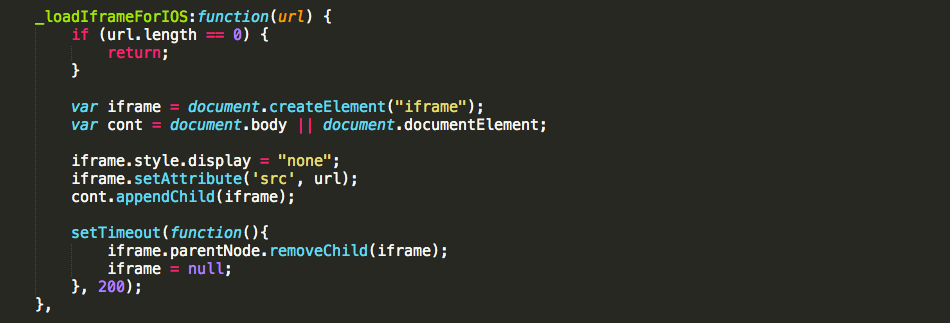 _loadIframeForIOS:function(url) {
if (url.length == 0) {
return;
}
var iframe = document.createElement("iframe");
var cont = document.body || document.documentElement;
iframe.style.display = "none";
iframe.setAttribute('src', url);
cont.appendChild(iframe);
setTimeout(function(){
iframe.parentNode.removeChild(iframe);
iframe = null;
}, 200);
},